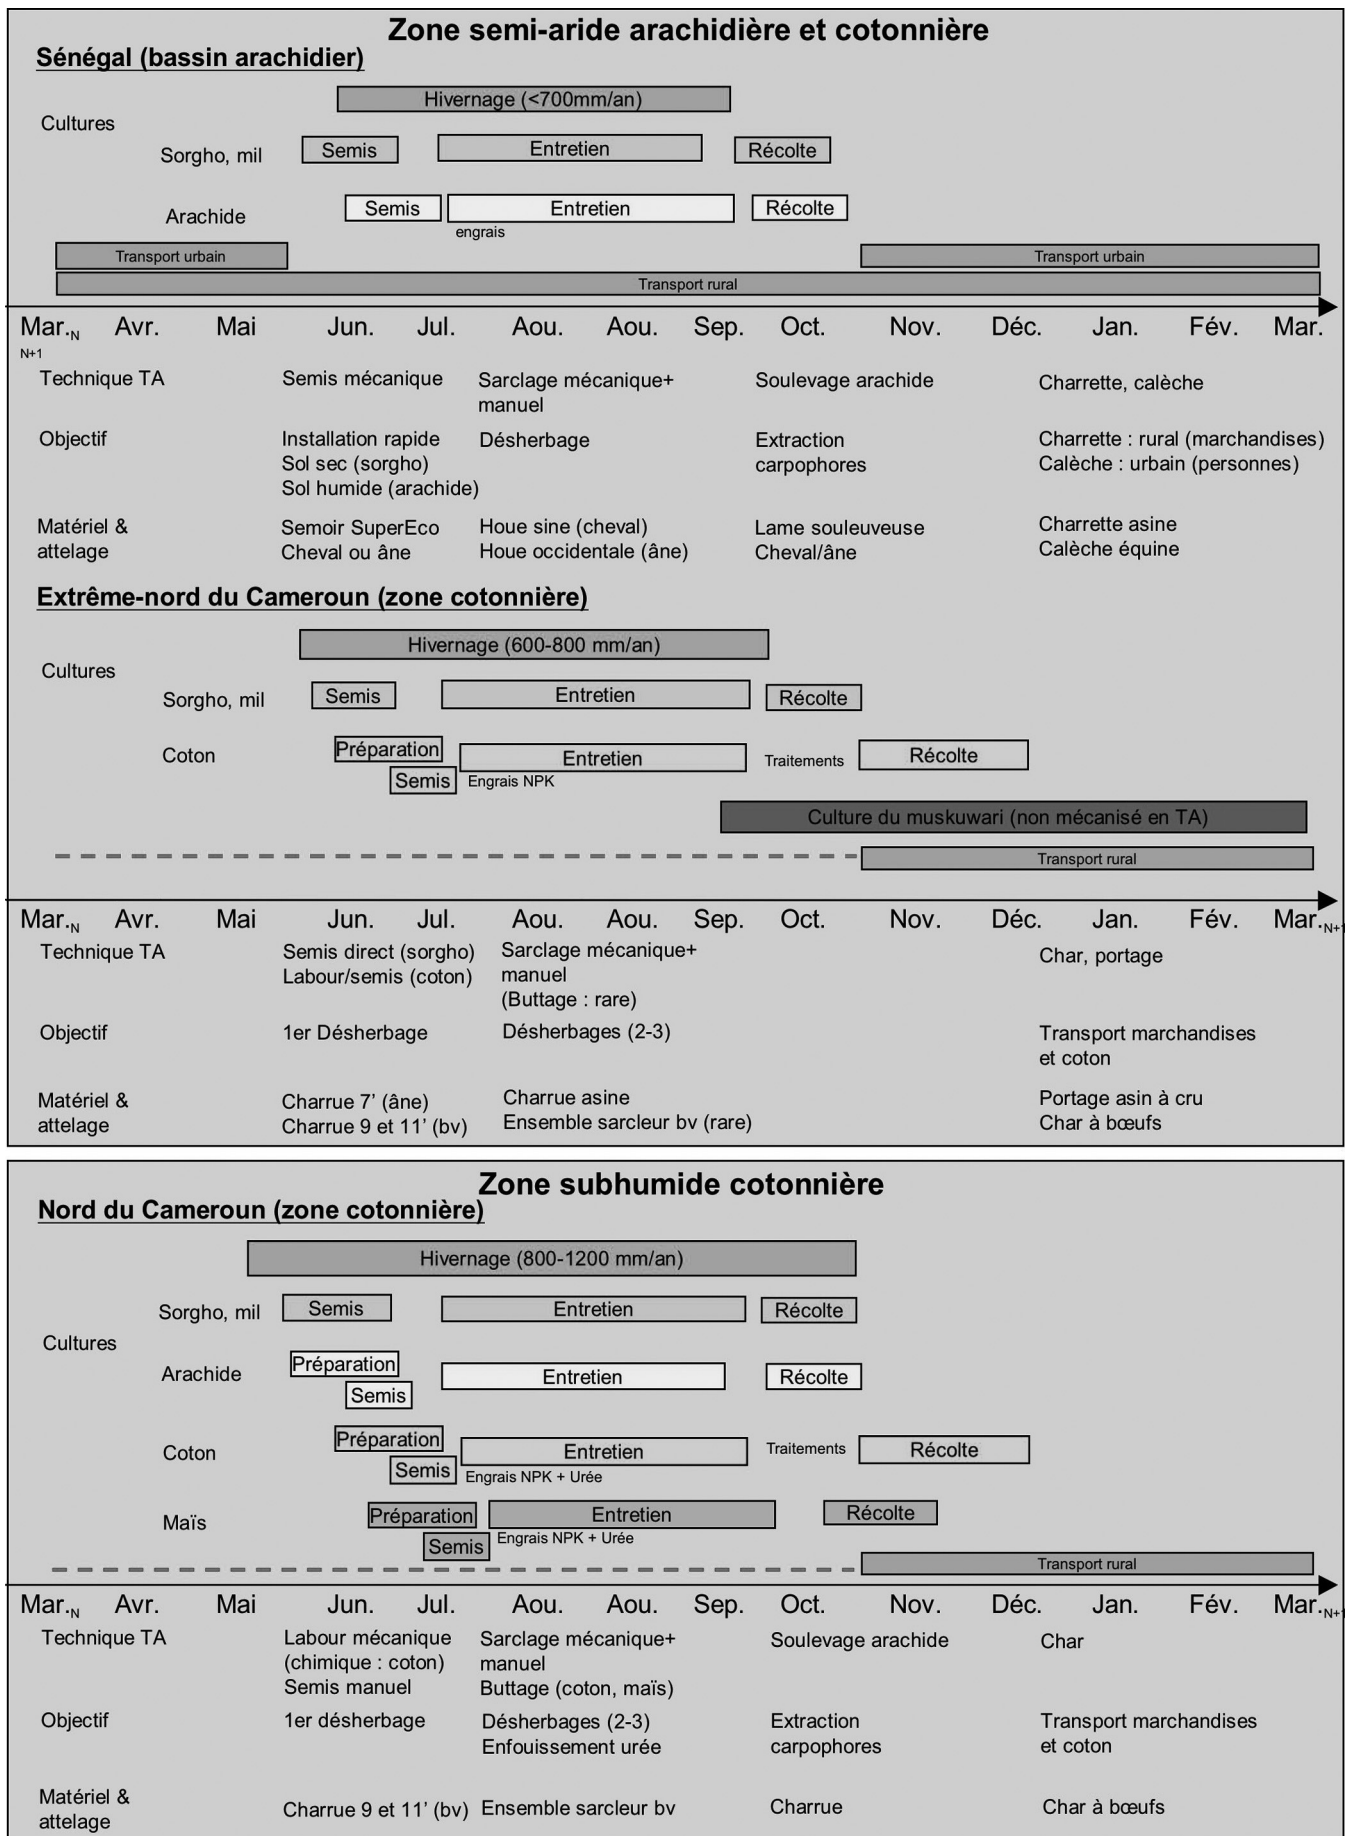 Zone semi-aride arachidière et cotonnière
Sénégal (bassin arachidier)
Hivernage (<700mm/an)
Cultures
Sorgho, mil
Semis
Entretien
Récolte
Arachide
Semis
Entretien
Récolte
engrais
Transport urbain
Transport urbain
Transport rural
Mar.N Avr. Mai Jun. Jul. Aou. Aou. Sep. Oct. Nov. Déc. Jan. Fév. Mar.
N+1
Technique TA
Semis mécanique
Sarclage mécanique+
manuel
Soulevage arachide
Charrette, calèche
Objectif
Installation rapide
Sol sec (sorgho)
Sol humide (arachide)
Désherbage
Extraction
carpophores
Charrette : rural (marchandises)
Calèche : urbain (personnes)
Matériel &
attelage
Semoir SuperEco
Cheval ou âne
Houe sine (cheval)
Houe occidentale (âne)
Lame souleuveuse
Cheval/âne
Charrette asine
Calèche équine
Extrême-nord du Cameroun (zone cotonnière)
Hivernage (600-800 mm/an)
Cultures
Sorgho, mil
Semis
Entretien
Récolte
Coton
Préparation
Semis
Entretien
Engrais NPK
Traitements
Récolte
Culture du muskuwari (non mécanisé en TA)
Transport rural
Mar.N Avr. Mai Jun. Jul. Aou. Aou. Sep. Oct. Nov. Déc. Jan. Fév. Mar.N+1
Technique TA
Semis direct (sorgho)
Labour/semis (coton)
Sarclage mécanique+
manuel
(Buttage : rare)
Char, portage
Objectif
1er Désherbage
Désherbages (2-3)
Transport marchandises
et coton
Matériel &
attelage
Charrue 7’ (âne)
Charrue 9 et 11’ (bv)
Charrue asine
Ensemble sarcleur bv (rare)
Portage asin à cru
Char à bœufs
Zone subhumide cotonnière
Nord du Cameroun (zone cotonnière)
Hivernage (800-1200 mm/an)
Sorgho, mil
Semis
Entretien
Récolte
Cultures
Arachide
Préparation
Semis
Entretien
Récolte
Coton
Préparation
Semis
Entretien
Engrais NPK + Urée
Traitements
Récolte
Maïs
Préparation
Semis
Entretien
Engrais NPK + Urée
Récolte
Transport rural
Mar.N Avr. Mai Jun. Jul. Aou. Aou. Sep. Oct. Nov. Déc. Jan. Fév. Mar.N+1
Technique TA
Labour mécanique
(chimique : coton)
Semis manuel
Sarclage mécanique+
manuel
Buttage (coton, maïs)
Soulevage arachide
Char
Objectif
1er désherbage
Désherbages (2-3)
Enfouissement urée
Extraction
carpophores
Transport marchandises
et coton
Matériel &
attelage
Charrue 9 et 11’ (bv)
Ensemble sarcleur bv
Charrue
Char à bœufs